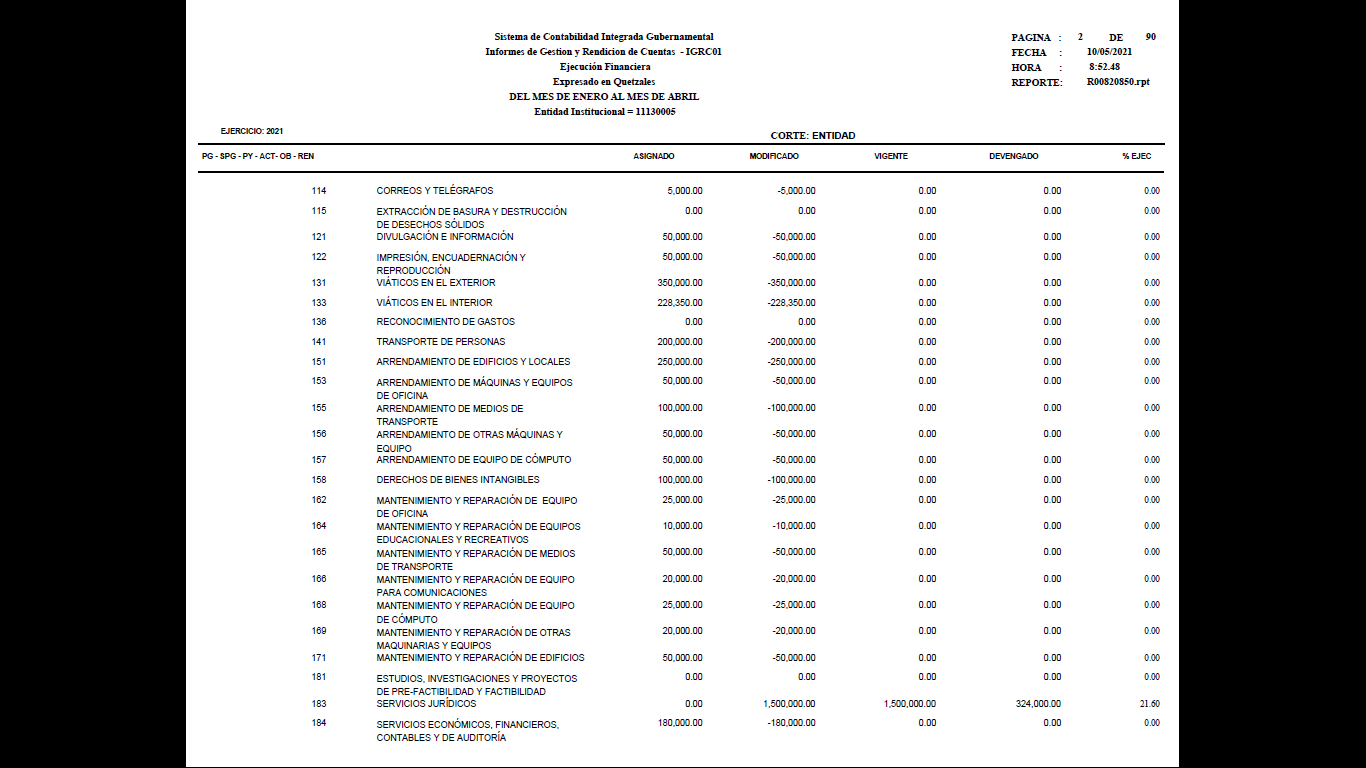 Sistema de Contabilidad Integrada Gubernamental
Informes de Gestion y Rendicion de Cuentas - IGRC01
Ejecución Financiera
Expresado en Quetzales
DEL MES DE ENERO AL MES DE ABRIL
Entidad Institucional = 11130005
PAGINA : 2 DE 90
FECHA : 10/05/2021
HORA : 8:52.48
REPORTE: R00820850.rpt
EJERCICIO: 2021
CORTE: ENTIDAD
PG - SPG - PY - ACT- OB - REN ASIGNADO MODIFICADO VIGENTE DEVENGADO % EJEC
114 CORREOS Y TELÉGRAFOS 5,000.00 -5,000.00 0.00 0.00 0.00
115 EXTRACCIÓN DE BASURA Y DESTRUCCIÓN 0.00 0.00 0.00 0.00 0.00
DE DESECHOS SÓLIDOS
121 DIVULGACIÓN E INFORMACIÓN 50,000.00 -50,000.00 0.00 0.00 0.00
122 IMPRESIÓN, ENCUADERNACIÓN Y 50,000.00 -50,000.00 0.00 0.00 0.00
REPRODUCCIÓN
131 VIÁTICOS EN EL EXTERIOR 350,000.00 -350,000.00 0.00 0.00 0.00
133 VIÁTICOS EN EL INTERIOR 228,350.00 -228,350.00 0.00 0.00 0.00
136 RECONOCIMIENTO DE GASTOS 0.00 0.00 0.00 0.00 0.00
141 TRANSPORTE DE PERSONAS 200,000.00 -200,000.00 0.00 0.00 0.00
151 ARRENDAMIENTO DE EDIFICIOS Y LOCALES 250,000.00 -250,000.00 0.00 0.00 0.00
153 ARRENDAMIENTO DE MÁQUINAS Y EQUIPOS 50,000.00 -50,000.00 0.00 0.00 0.00
DE OFICINA
155 ARRENDAMIENTO DE MEDIOS DE 100,000.00 -100,000.00 0.00 0.00 0.00
TRANSPORTE
156 ARRENDAMIENTO DE OTRAS MÁQUINAS Y 50,000.00 -50,000.00 0.00 0.00 0.00
EQUIPO
157 ARRENDAMIENTO DE EQUIPO DE CÓMPUTO 50,000.00 -50,000.00 0.00 0.00 0.00
158 DERECHOS DE BIENES INTANGIBLES 100,000.00 -100,000.00 0.00 0.00 0.00
162 MANTENIMIENTO Y REPARACIÓN DE EQUIPO 25,000.00 -25,000.00 0.00 0.00 0.00
DE OFICINA
164 MANTENIMIENTO Y REPARACIÓN DE EQUIPOS 10,000.00 -10,000.00 0.00 0.00 0.00
EDUCACIONALES Y RECREATIVOS
165 MANTENIMIENTO Y REPARACIÓN DE MEDIOS 50,000.00 -50,000.00 0.00 0.00 0.00
DE TRANSPORTE
166 MANTENIMIENTO Y REPARACIÓN DE EQUIPO 20,000.00 -20,000.00 0.00 0.00 0.00
PARA COMUNICACIONES
168 MANTENIMIENTO Y REPARACIÓN DE EQUIPO 25,000.00 -25,000.00 0.00 0.00 0.00
DE CÓMPUTO
169 MANTENIMIENTO Y REPARACIÓN DE OTRAS 20,000.00 -20,000.00 0.00 0.00 0.00
MAQUINARIAS Y EQUIPOS
171 MANTENIMIENTO Y REPARACIÓN DE EDIFICIOS 50,000.00 -50,000.00 0.00 0.00 0.00
181 ESTUDIOS, INVESTIGACIONES Y PROYECTOS 0.00 0.00 0.00 0.00 0.00
DE PRE-FACTIBILIDAD Y FACTIBILIDAD
183 SERVICIOS JURÍDICOS 0.00 1,500,000.00 1,500,000.00 324,000.00 21.60
184 SERVICIOS ECONÓMICOS, FINANCIEROS, 180,000.00 -180,000.00 0.00 0.00 0.00
CONTABLES Y DE AUDITORÍA